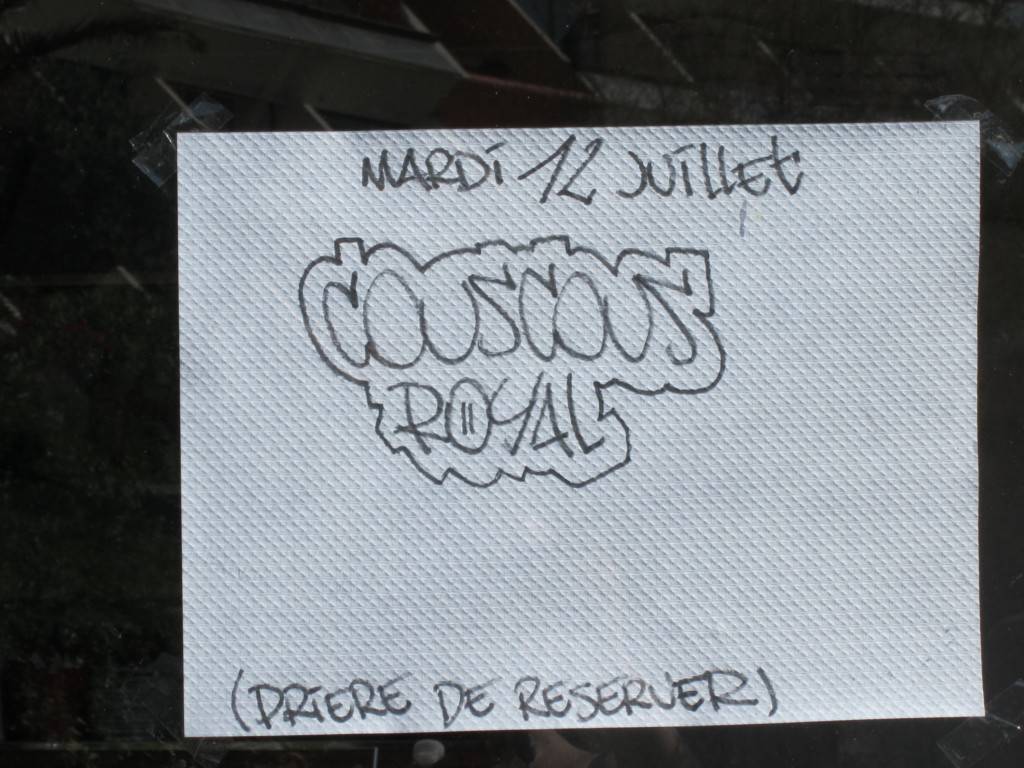 MARDI 12 JUILLET
COUSCOUS
ROYAL
(PRIERE DE RESERVER)